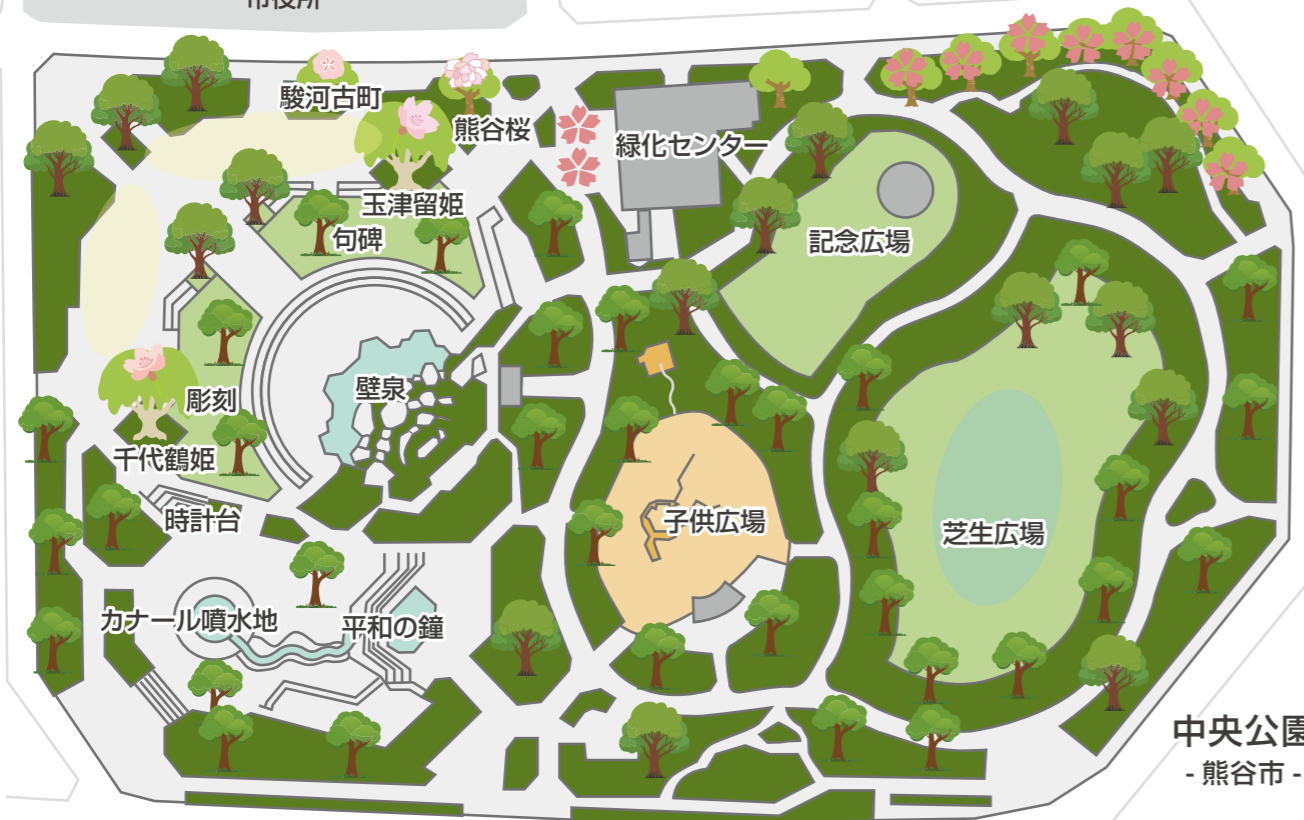 市役所
駿河古町
熊谷桜
緑化センター
玉津留姫
句碑
記念広場
壁泉
彫刻
千代鶴姫
時計台
子供広場
芝生広場
カナール噴水地
平和の鐘
中央公園
- 熊谷市 -